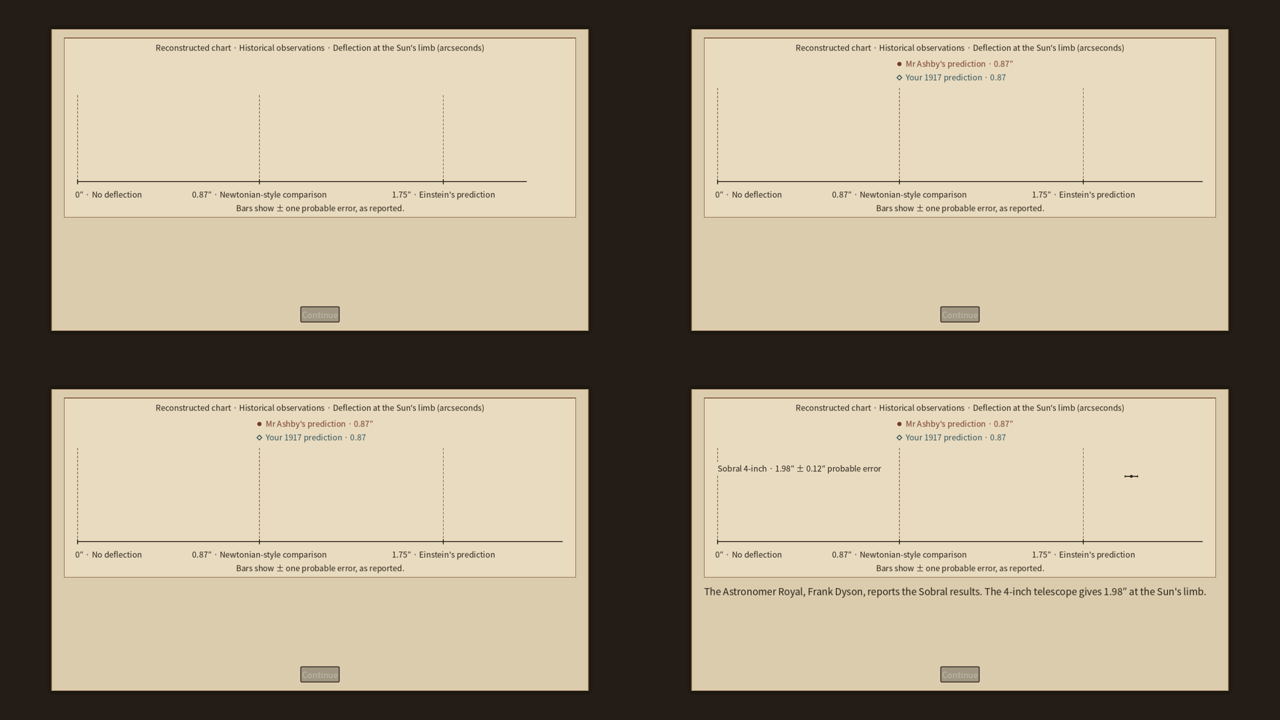 Reconstructed chart · Historical observations · Deflection at the Sun's limb (arcseconds)
0″ · No deflection
0.87″ · Newtonian-style comparison
1.75″ · Einstein's prediction
Bars show ± one probable error, as reported.
Continue
Reconstructed chart · Historical observations · Deflection at the Sun's limb (arcseconds)
Mr Ashby's prediction · 0.87″
Your 1917 prediction · 0.87
0″ · No deflection
0.87″ · Newtonian-style comparison
1.75″ · Einstein's prediction
Bars show ± one probable error, as reported.
Continue
Reconstructed chart · Historical observations · Deflection at the Sun's limb (arcseconds)
Mr Ashby's prediction · 0.87″
Your 1917 prediction · 0.87
0″ · No deflection
0.87″ · Newtonian-style comparison
1.75″ · Einstein's prediction
Bars show ± one probable error, as reported.
Continue
Reconstructed chart · Historical observations · Deflection at the Sun's limb (arcseconds)
Mr Ashby's prediction · 0.87″
Your 1917 prediction · 0.87
Sobral 4-inch · 1.98″ ± 0.12″ probable error
0″ · No deflection
0.87″ · Newtonian-style comparison
1.75″ · Einstein's prediction
Bars show ± one probable error, as reported.
The Astronomer Royal, Frank Dyson, reports the Sobral results. The 4-inch telescope gives 1.98″ at the Sun's limb.
Continue